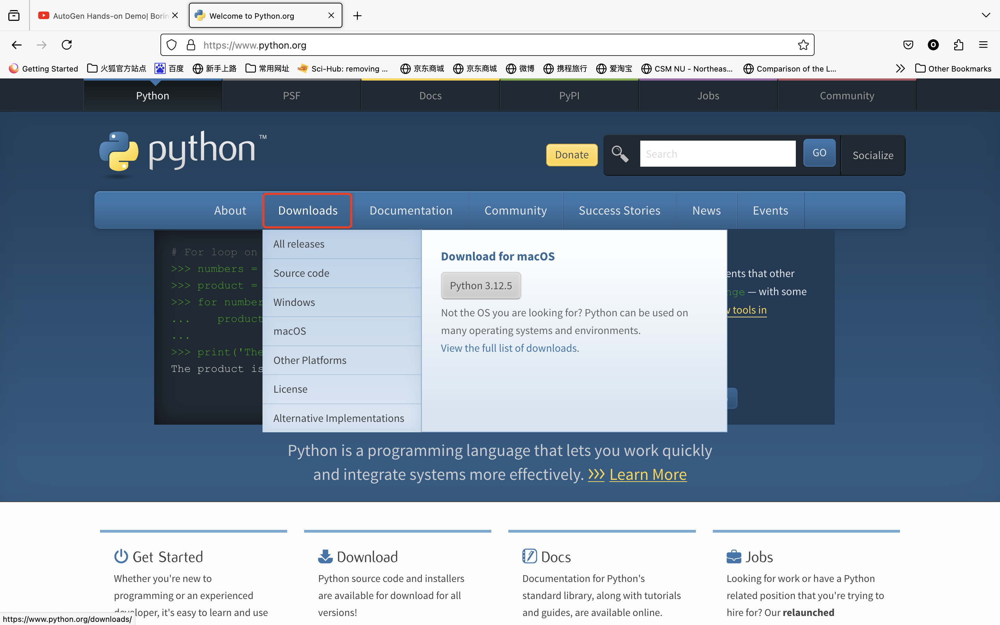 AutoGen Hands-on Demo| Borin
Welcome to Python.org
https://www.python.org
Getting Started
火狐官方站点
百度
新手上路
常用网址
Sci-Hub: removing ...
京东商城
京东商城
微博
携程旅行
爱淘宝
CSM NU - Northeas...
Comparison of the L...
Other Bookmarks
Python
PSF
Docs
PyPI
Jobs
Community
python™
Donate
Search
GO
Socialize
About
Downloads
Documentation
Community
Success Stories
News
Events
# For loop on
>>> numbers =
>>> product =
>>> for number
... product
...
>>> print('The
The product is
All releases
Source code
Windows
macOS
Other Platforms
License
Alternative Implementations
Download for macOS
Python 3.12.5
Not the OS you are looking for? Python can be used on
many operating systems and environments.
View the full list of downloads.
ents that other
nge — with some
tools in
Python is a programming language that lets you work quickly
and integrate systems more effectively. >>> Learn More
Get Started
Whether you're new to
programming or an experienced
developer, it's easy to learn and use
Download
Python source code and installers
are available for download for all
versions!
Docs
Documentation for Python's
standard library, along with tutorials
and guides, are available online.
Jobs
Looking for work or have a Python
related position that you're trying to
hire for? Our relaunched
https://www.python.org/downloads/